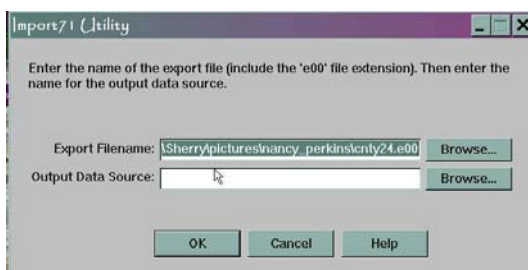 Import71 Utility
Enter the name of the export file (include the 'e00' file extension). Then enter the
name for the output data source.
Export Filename: \Sherry\pictures\nancy_perkins\cnty24.e00 Browse...
Output Data Source: Browse...
OK Cancel Help